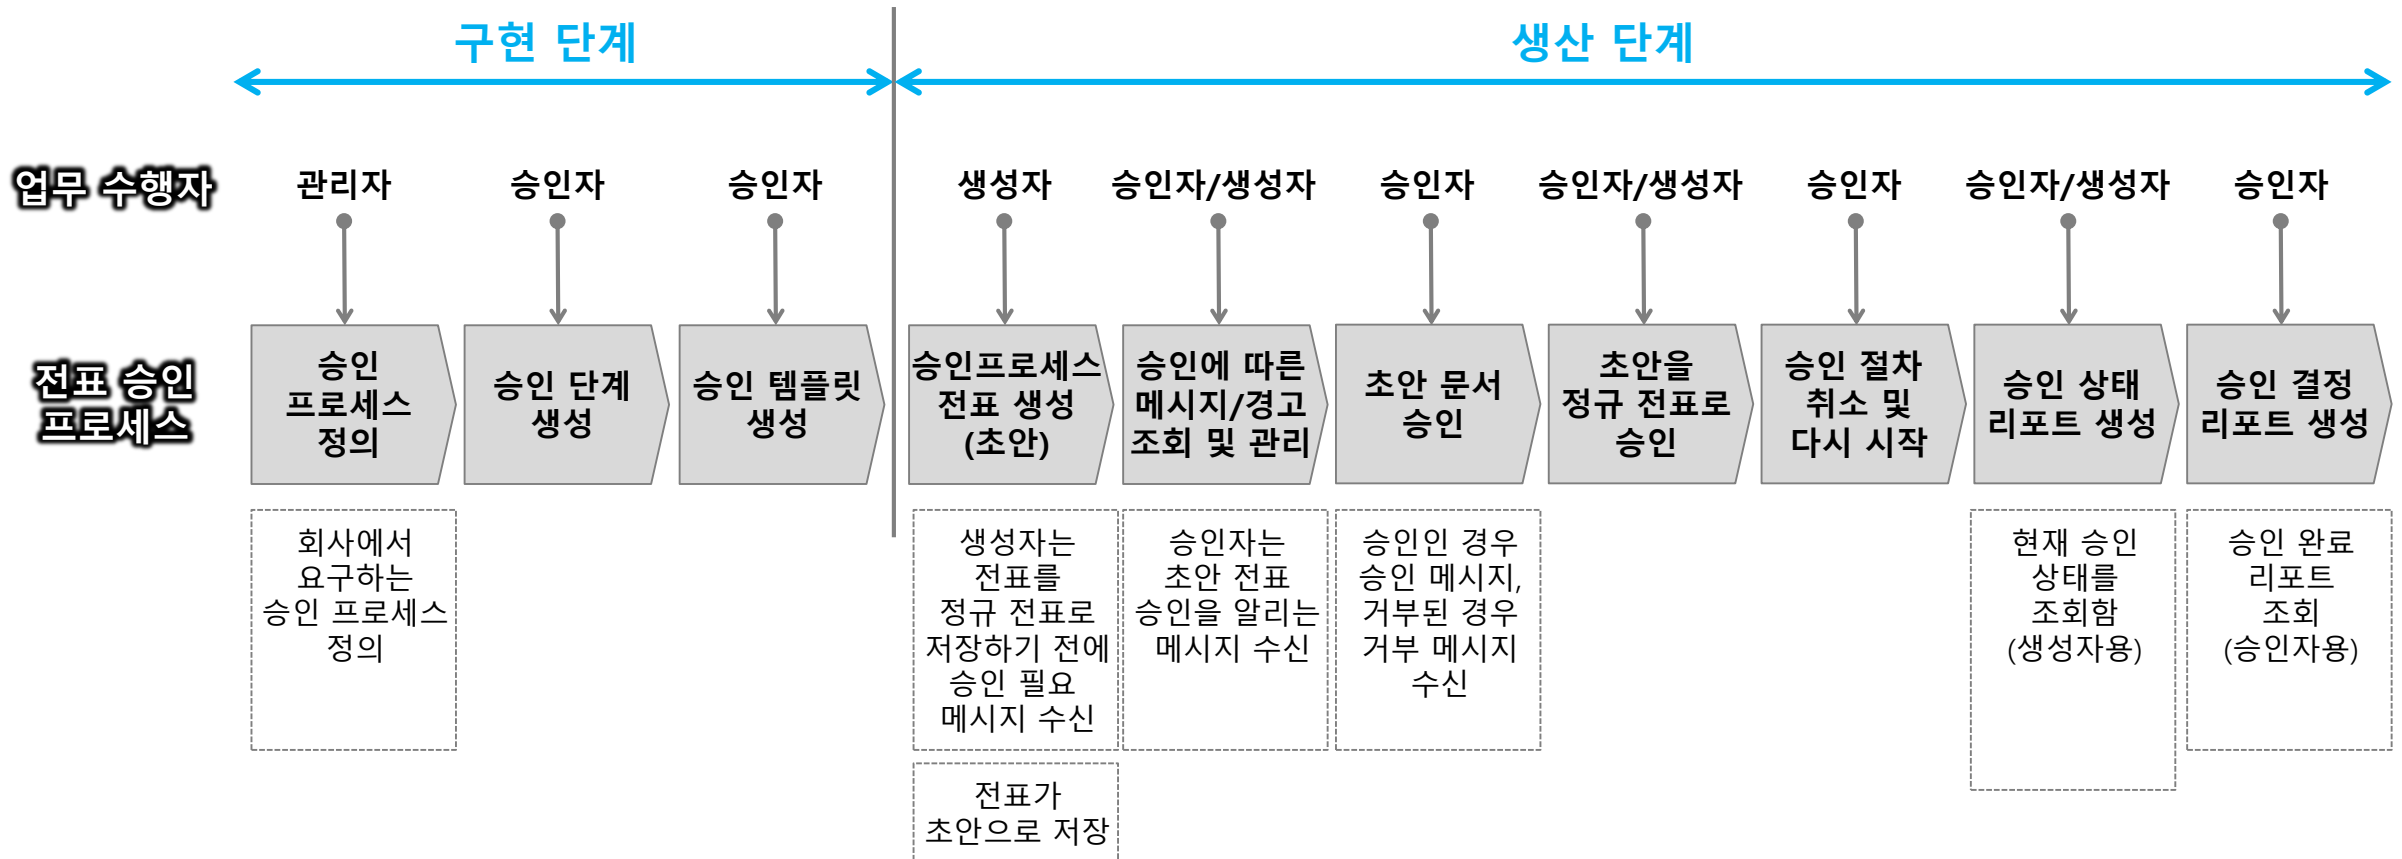 구현 단계
생산 단계
업무 수행자
관리자
승인자
승인자
생성자
승인자/생성자
승인자
승인자/생성자
승인자
승인자/생성자
승인자
전표 승인
프로세스
승인
프로세스
정의
승인 단계
생성
승인 템플릿
생성
승인프로세스
전표 생성
(초안)
승인에 따른
메시지/경고
조회 및 관리
초안 문서
승인
초안을
정규 전표로
승인
승인 절차
취소 및
다시 시작
승인 상태
리포트 생성
승인 결정
리포트 생성
회사에서
요구하는
승인 프로세스
정의
생성자는
전표를
정규 전표로
저장하기 전에
승인 필요
메시지 수신
승인자는
초안 전표
승인을 알리는
메시지 수신
승인인 경우
승인 메시지,
거부된 경우
거부 메시지
수신
현재 승인
상태를
조회함
(생성자용)
승인 완료
리포트
조회
(승인자용)
전표가
초안으로 저장